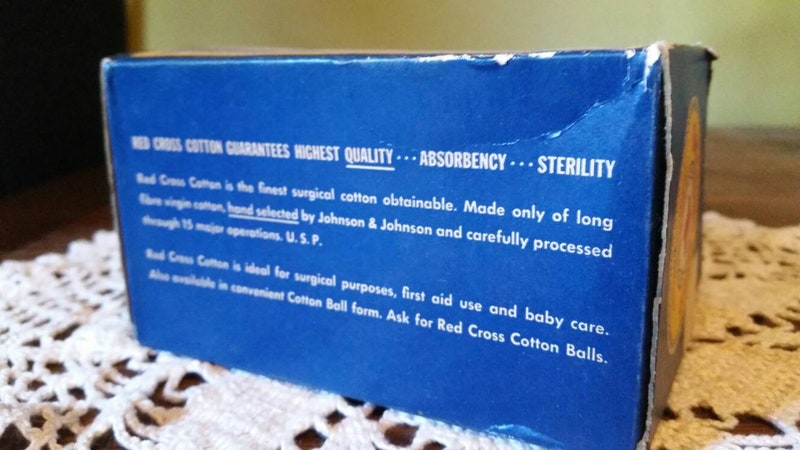 RED CROSS COTTON GUARANTEES HIGHEST QUALITY ··· ABSORBENCY ··· STERILITY
Red Cross Cotton is the finest surgical cotton obtainable. Made only of long
fibre virgin cotton, hand selected by Johnson & Johnson and carefully processed
through 15 major operations. U. S. P.
Red Cross Cotton is ideal for surgical purposes, first aid use and baby care.
Also available in convenient Cotton Ball form. Ask for Red Cross Cotton Balls.